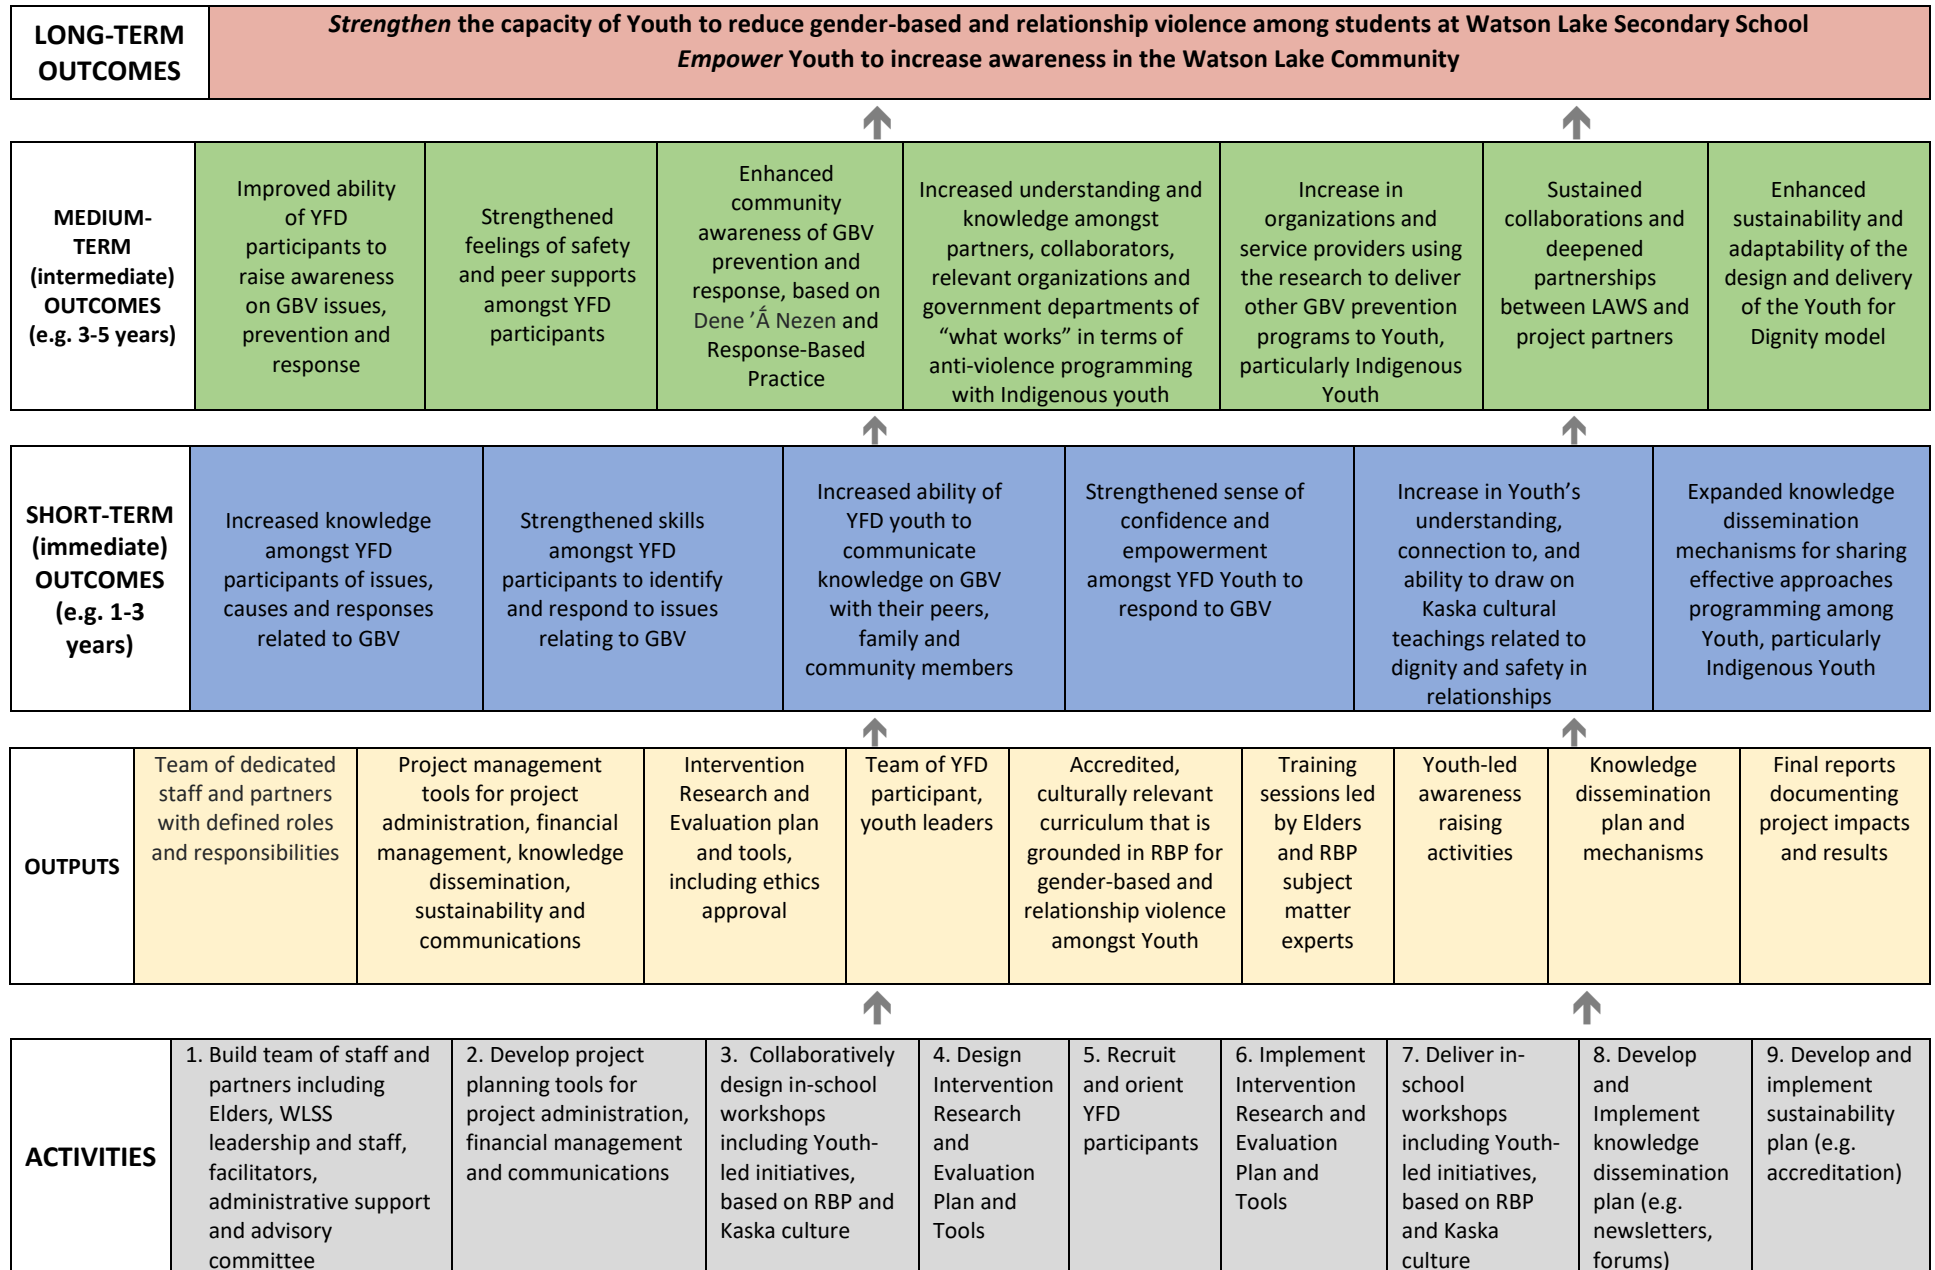 LONG-TERM
OUTCOMES
Strengthen the capacity of Youth to reduce gender-based and relationship violence among students at Watson Lake Secondary School
Empower Youth to increase awareness in the Watson Lake Community
MEDIUM-
TERM
(intermediate)
OUTCOMES
(e.g. 3-5 years)
Improved ability
of YFD
participants to
raise awareness
on GBV issues,
prevention and
response
Strengthened
feelings of safety
and peer supports
amongst YFD
participants
Enhanced
community
awareness of GBV
prevention and
response, based on
Dene ’Á Nezen and
Response-Based
Practice
Increased understanding and
knowledge amongst
partners, collaborators,
relevant organizations and
government departments of
“what works” in terms of
anti-violence programming
with Indigenous youth
Increase in
organizations and
service providers using
the research to deliver
other GBV prevention
programs to Youth,
particularly Indigenous
Youth
Sustained
collaborations and
deepened
partnerships
between LAWS and
project partners
Enhanced
sustainability and
adaptability of the
design and delivery
of the Youth for
Dignity model
SHORT-TERM
(immediate)
OUTCOMES
(e.g. 1-3
years)
Increased knowledge
amongst YFD
participants of issues,
causes and responses
related to GBV
Strengthened skills
amongst YFD
participants to identify
and respond to issues
relating to GBV
Increased ability of
YFD youth to
communicate
knowledge on GBV
with their peers,
family and
community members
Strengthened sense of
confidence and
empowerment
amongst YFD Youth to
respond to GBV
Increase in Youth’s
understanding,
connection to, and
ability to draw on
Kaska cultural
teachings related to
dignity and safety in
relationships
Expanded knowledge
dissemination
mechanisms for sharing
effective approaches
programming among
Youth, particularly
Indigenous Youth
OUTPUTS
Team of dedicated
staff and partners
with defined roles
and responsibilities
Project management
tools for project
administration, financial
management, knowledge
dissemination,
sustainability and
communications
Intervention
Research and
Evaluation plan
and tools,
including ethics
approval
Team of YFD
participant,
youth leaders
Accredited,
culturally relevant
curriculum that is
grounded in RBP for
gender-based and
relationship violence
amongst Youth
Training
sessions led
by Elders
and RBP
subject
matter
experts
Youth-led
awareness
raising
activities
Knowledge
dissemination
plan and
mechanisms
Final reports
documenting
project impacts
and results
ACTIVITIES
1. Build team of staff and
partners including
Elders, WLSS
leadership and staff,
facilitators,
administrative support
and advisory
committee
2. Develop project
planning tools for
project administration,
financial management
and communications
3. Collaboratively
design in-school
workshops
including Youth-
led initiatives,
based on RBP and
Kaska culture
4. Design
Intervention
Research
and
Evaluation
Plan and
Tools
5. Recruit
and orient
YFD
participants
6. Implement
Intervention
Research and
Evaluation
Plan and
Tools
7. Deliver in-
school
workshops
including Youth-
led initiatives,
based on RBP
and Kaska
culture
8. Develop
and
Implement
knowledge
dissemination
plan (e.g.
newsletters,
forums)
9. Develop and
implement
sustainability
plan (e.g.
accreditation)